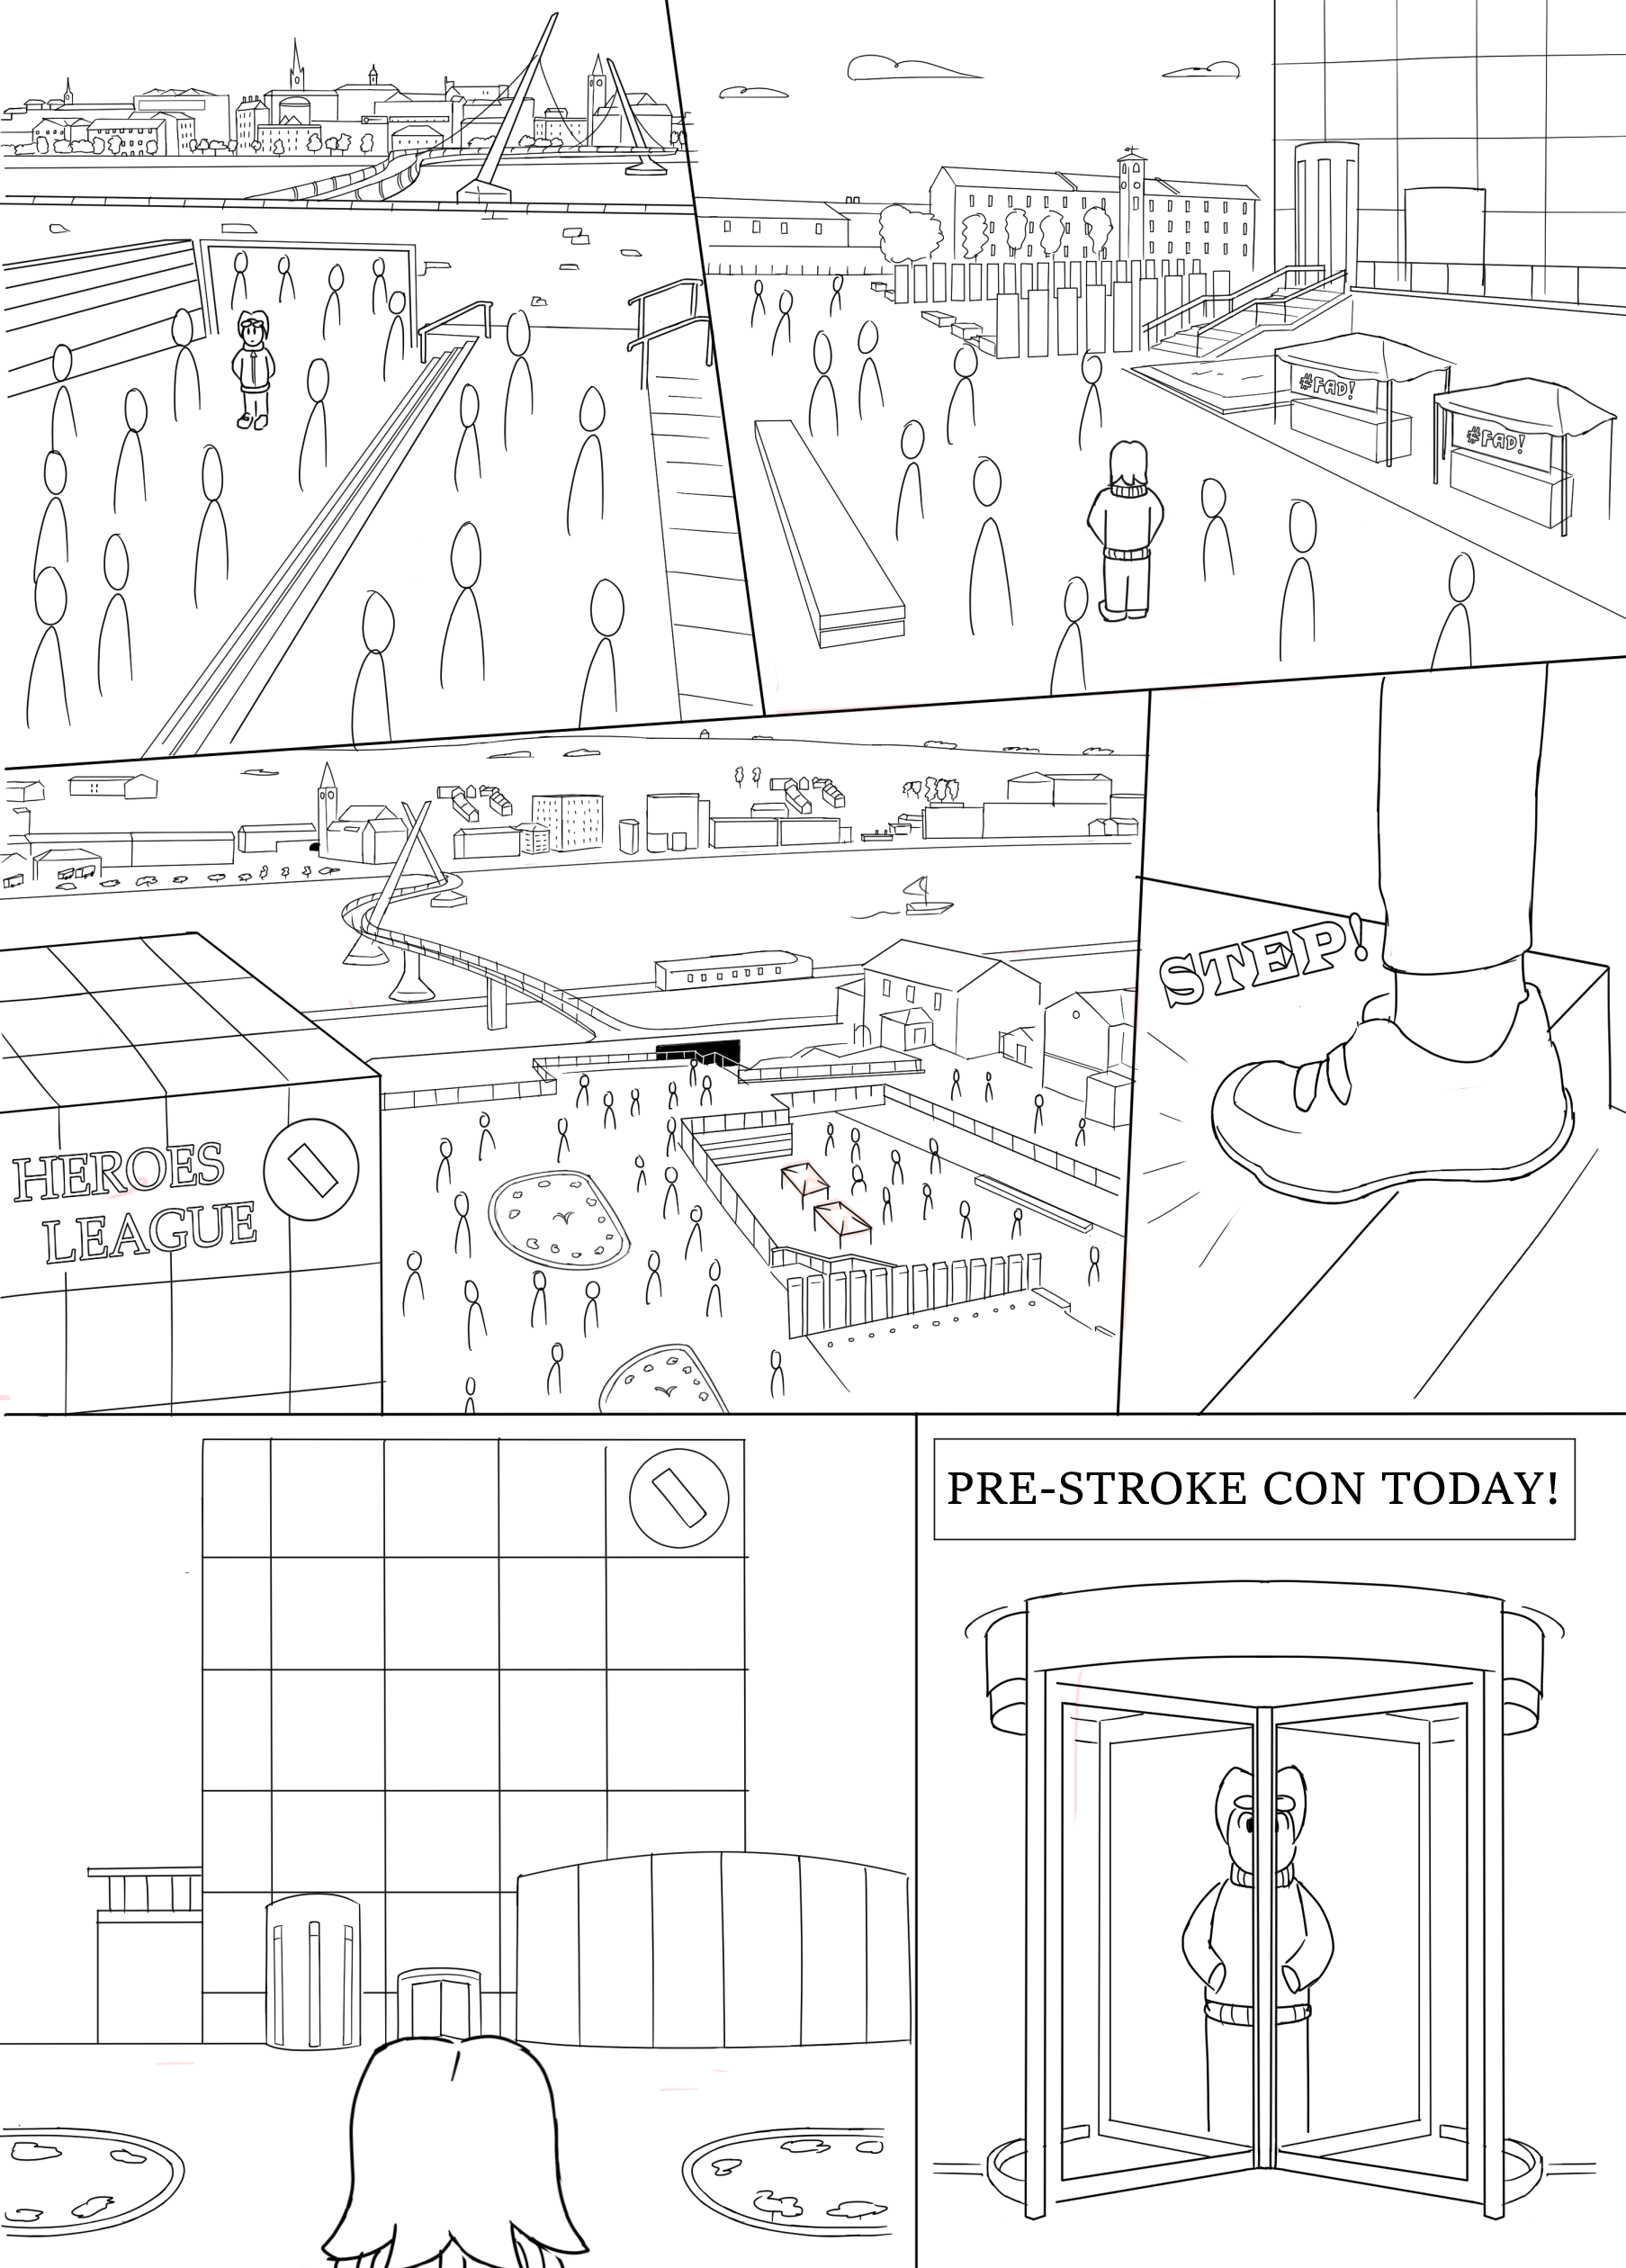 #FAD!
#FAD!
HEROES
LEAGUE
STEP!
PRE-STROKE CON TODAY!